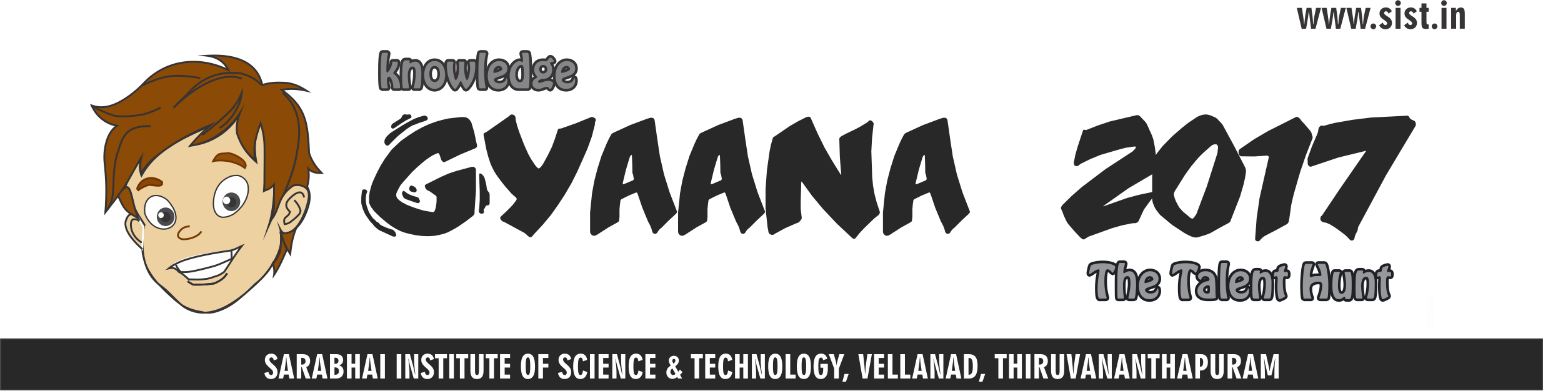 www.sist.in
knowledge
GYAANA 2017
The Talent Hunt
SARABHAI INSTITUTE OF SCIENCE & TECHNOLOGY, VELLANAD, THIRUVANANTHAPURAM